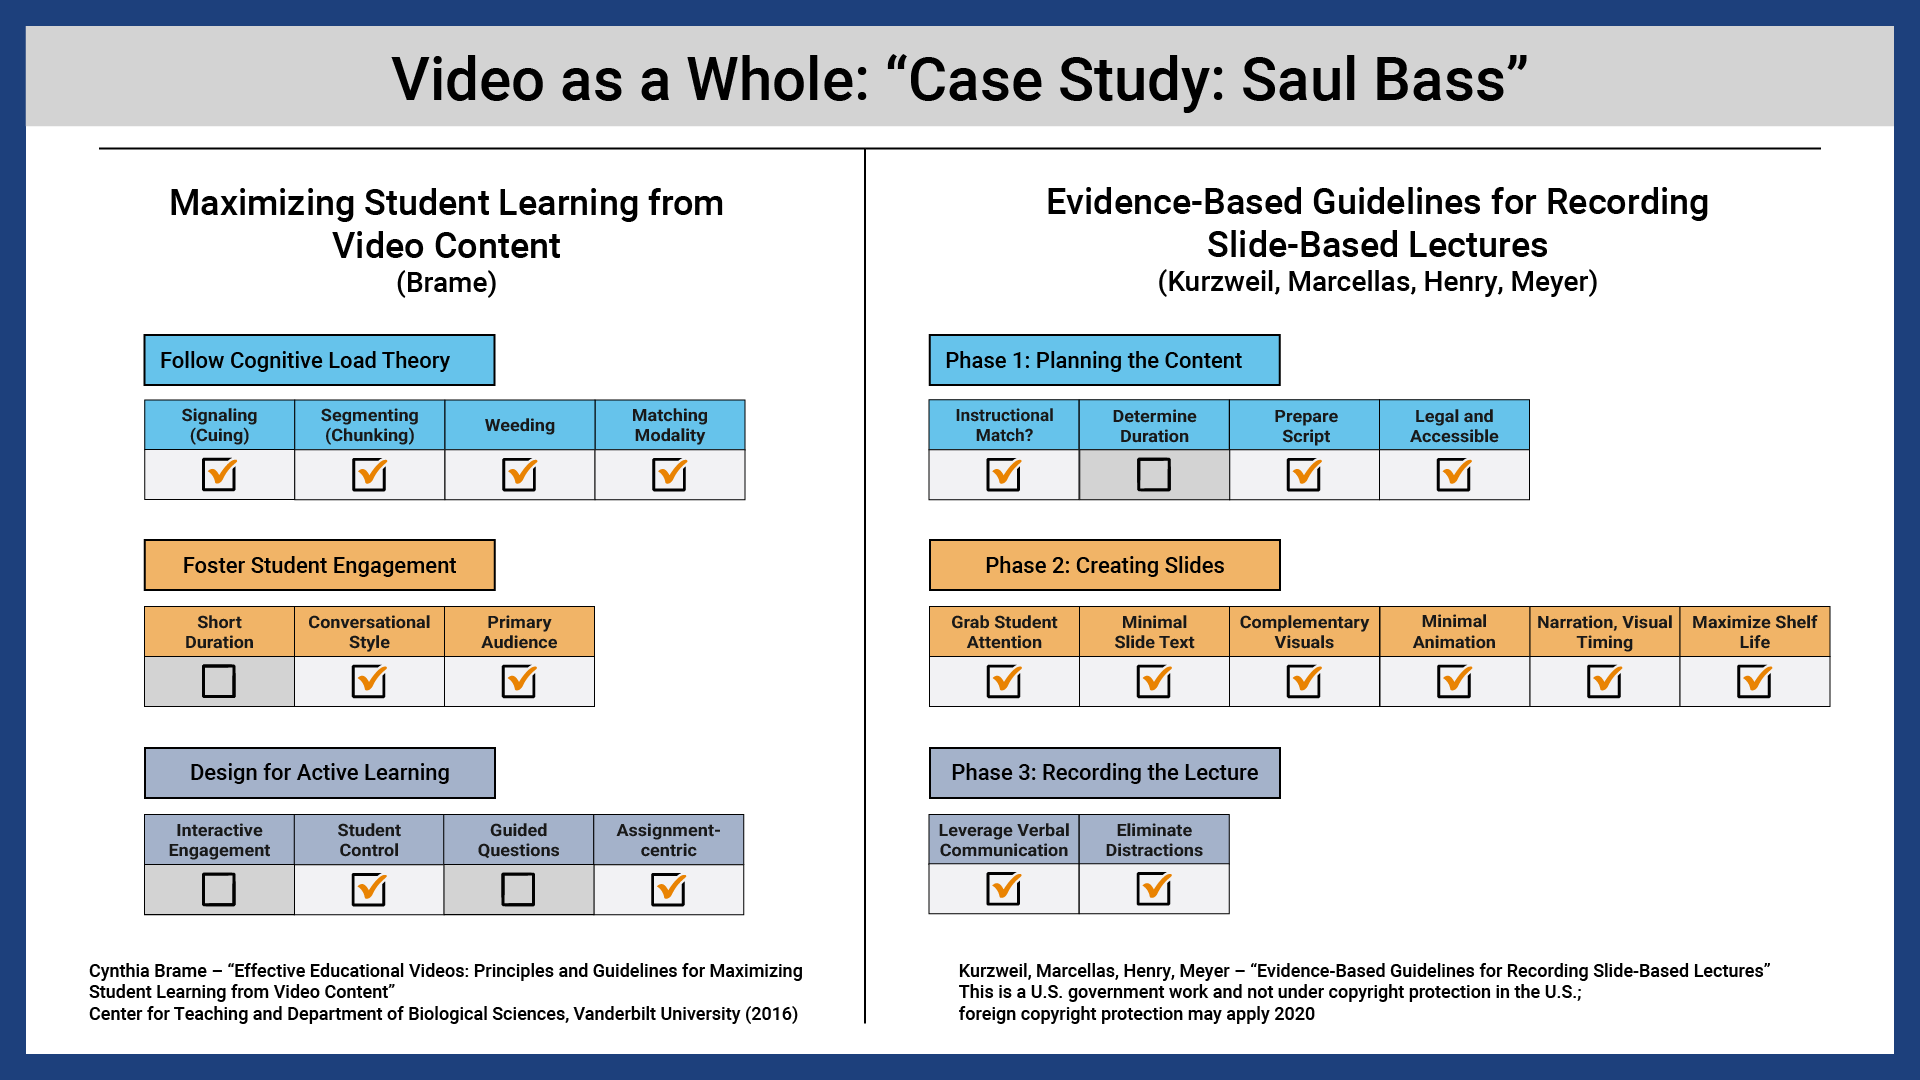 Video as a Whole: “Case Study: Saul Bass”
Maximizing Student Learning from
Video Content
(Brame)
Follow Cognitive Load Theory
Signaling
(Cuing)
Segmenting
(Chunking)
Weeding
Matching
Modality
Foster Student Engagement
Short
Duration
Conversational
Style
Primary
Audience
Design for Active Learning
Interactive
Engagement
Student
Control
Guided
Questions
Assignment-
centric
Cynthia Brame – “Effective Educational Videos: Principles and Guidelines for Maximizing
Student Learning from Video Content”
Center for Teaching and Department of Biological Sciences, Vanderbilt University (2016)
Evidence-Based Guidelines for Recording
Slide-Based Lectures
(Kurzweil, Marcellas, Henry, Meyer)
Phase 1: Planning the Content
Instructional
Match?
Determine
Duration
Prepare
Script
Legal and
Accessible
Phase 2: Creating Slides
Grab Student
Attention
Minimal
Slide Text
Complementary
Visuals
Minimal
Animation
Narration, Visual
Timing
Maximize Shelf
Life
Phase 3: Recording the Lecture
Leverage Verbal
Communication
Eliminate
Distractions
Kurzweil, Marcellas, Henry, Meyer – “Evidence-Based Guidelines for Recording Slide-Based Lectures”
This is a U.S. government work and not under copyright protection in the U.S.;
foreign copyright protection may apply 2020